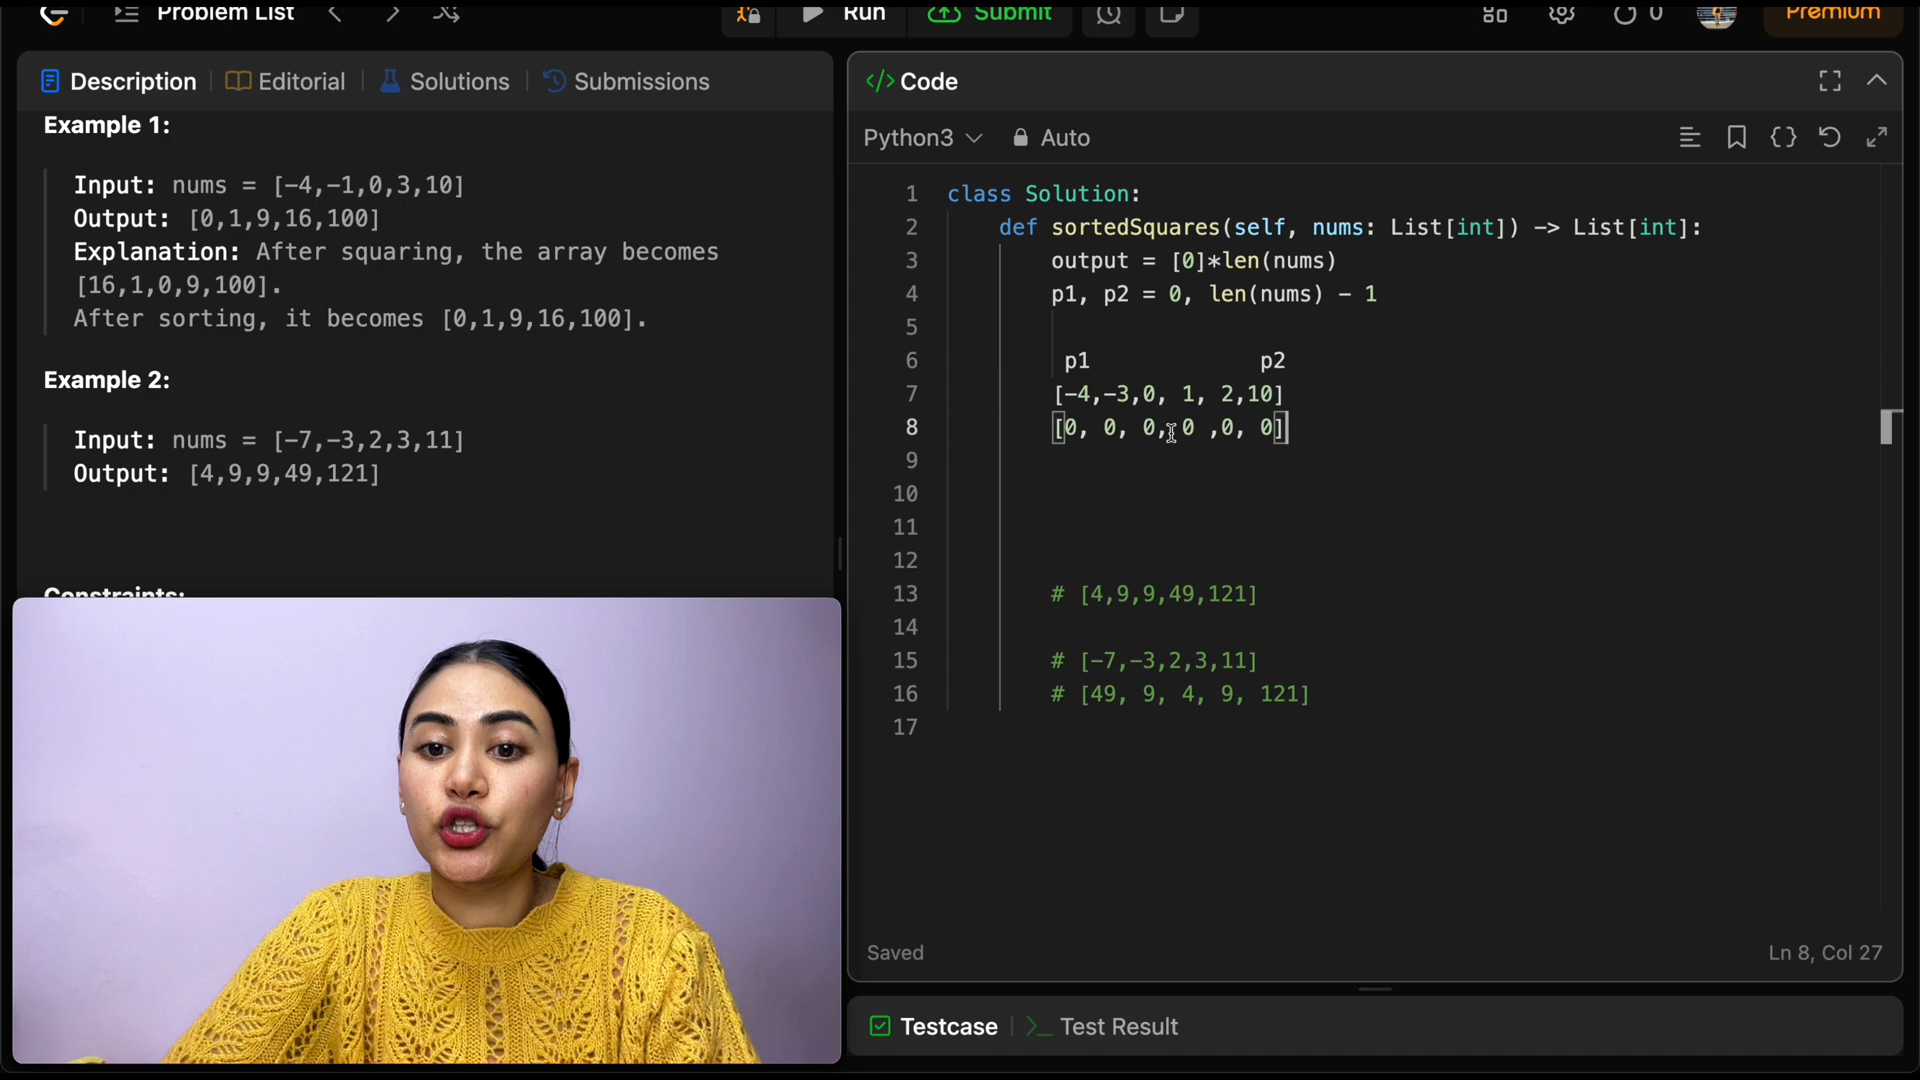 Problem List
Run
Submit
0
Premium
Description
Editorial
Solutions
Submissions
Example 1:
Input: nums = [-4,-1,0,3,10]
Output: [0,1,9,16,100]
Explanation: After squaring, the array becomes
[16,1,0,9,100].
After sorting, it becomes [0,1,9,16,100].
Example 2:
Input: nums = [-7,-3,2,3,11]
Output: [4,9,9,49,121]
Constraints:
</> Code
Python3
Auto
1 class Solution:
2 def sortedSquares(self, nums: List[int]) -> List[int]:
3 output = [0]*len(nums)
4 p1, p2 = 0, len(nums) - 1
5
6 p1 p2
7 [-4,-3,0, 1, 2,10]
8 [0, 0, 0, 0 ,0, 0]
9
10
11
12
13 # [4,9,9,49,121]
14
15 # [-7,-3,2,3,11]
16 # [49, 9, 4, 9, 121]
17
Saved
Ln 8, Col 27
Testcase
>_ Test Result